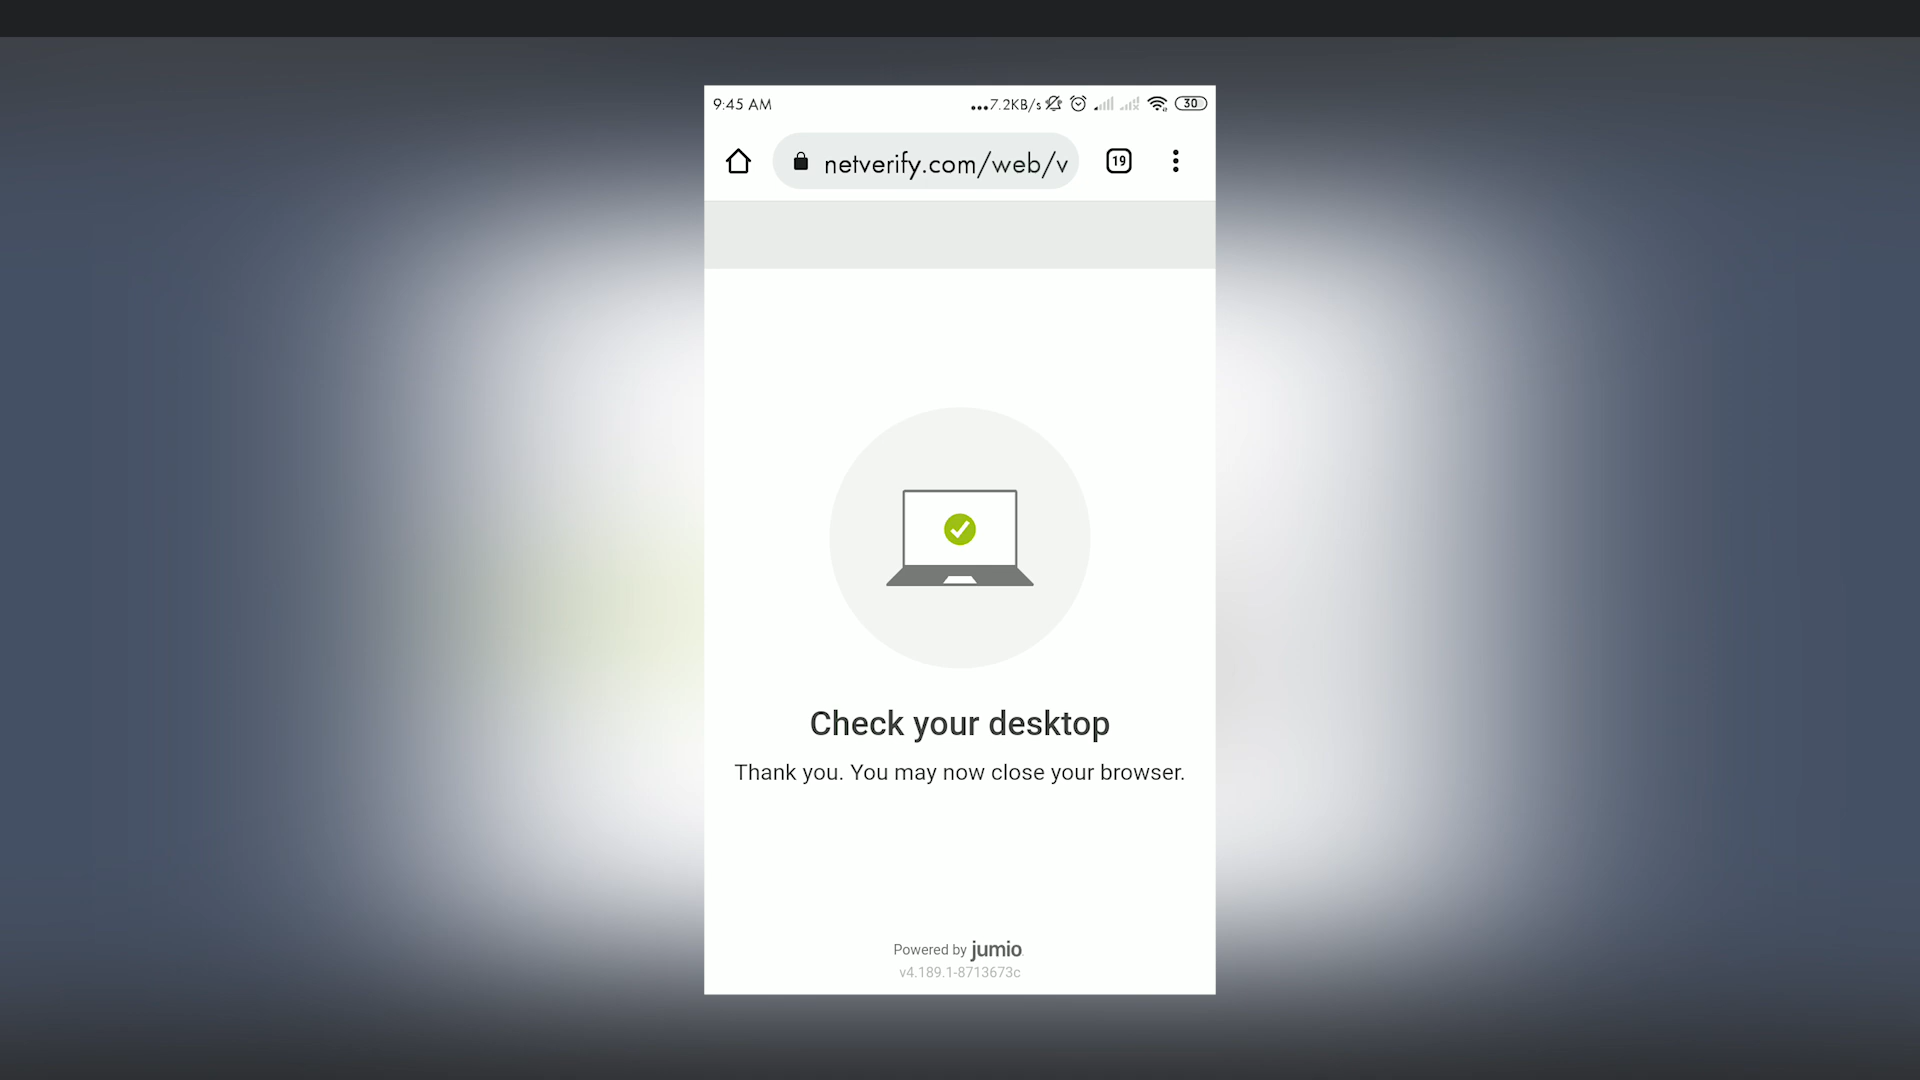 9:45 AM
...7.2KB/s
30
netverify.com/web/v
19
Check your desktop
Thank you. You may now close your browser.
Powered by jumio
v4.189.1-8713673c